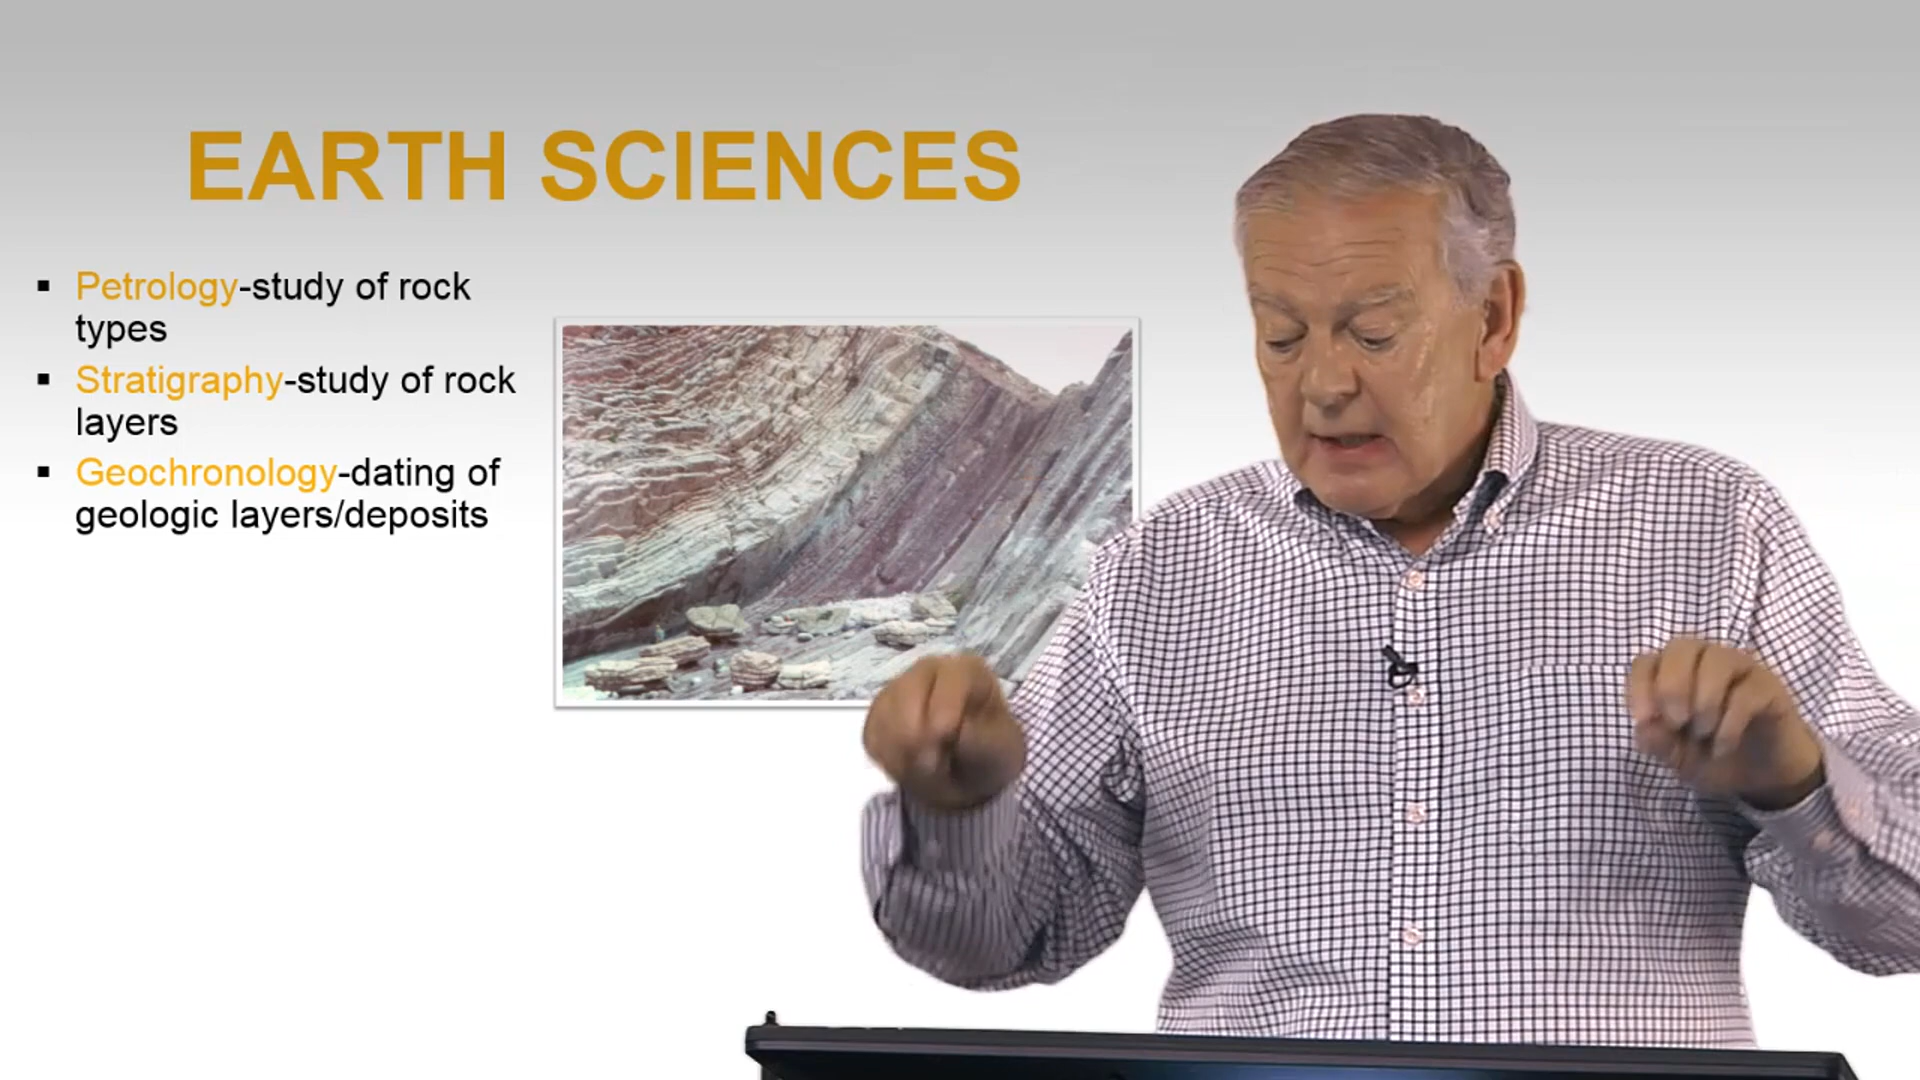 EARTH SCIENCES
▪ Petrology-study of rock
types
▪ Stratigraphy-study of rock
layers
▪ Geochronology-dating of
geologic layers/deposits